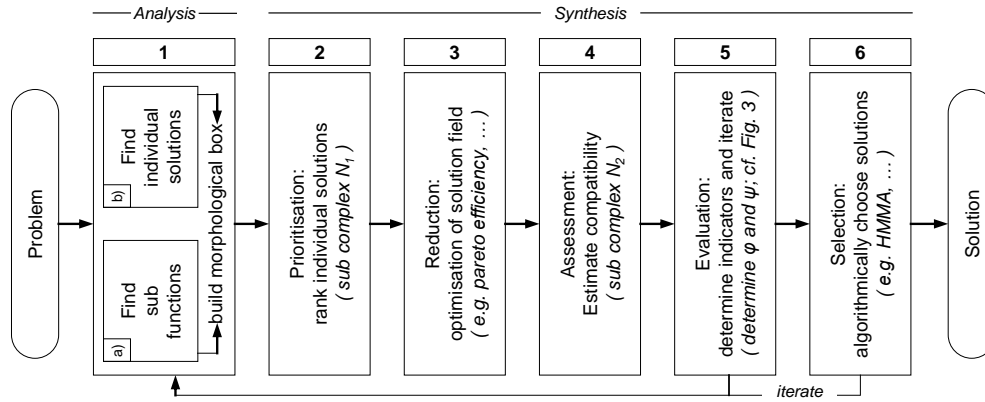 Analysis
Synthesis
1
2
3
4
5
6
Problem
a)
Find
sub
functions
b)
Find
individual
solutions
build morphological box
Prioritisation:
rank individual solutions
( sub complex N₁ )
Reduction:
optimisation of solution field
( e.g. pareto efficiency, … )
Assessment:
Estimate compatibility
( sub complex N₂ )
Evaluation:
determine indicators and iterate
( determine φ and ψ; cf. Fig. 3 )
Selection:
algorithmically choose solutions
( e.g. HMMA, … )
Solution
iterate